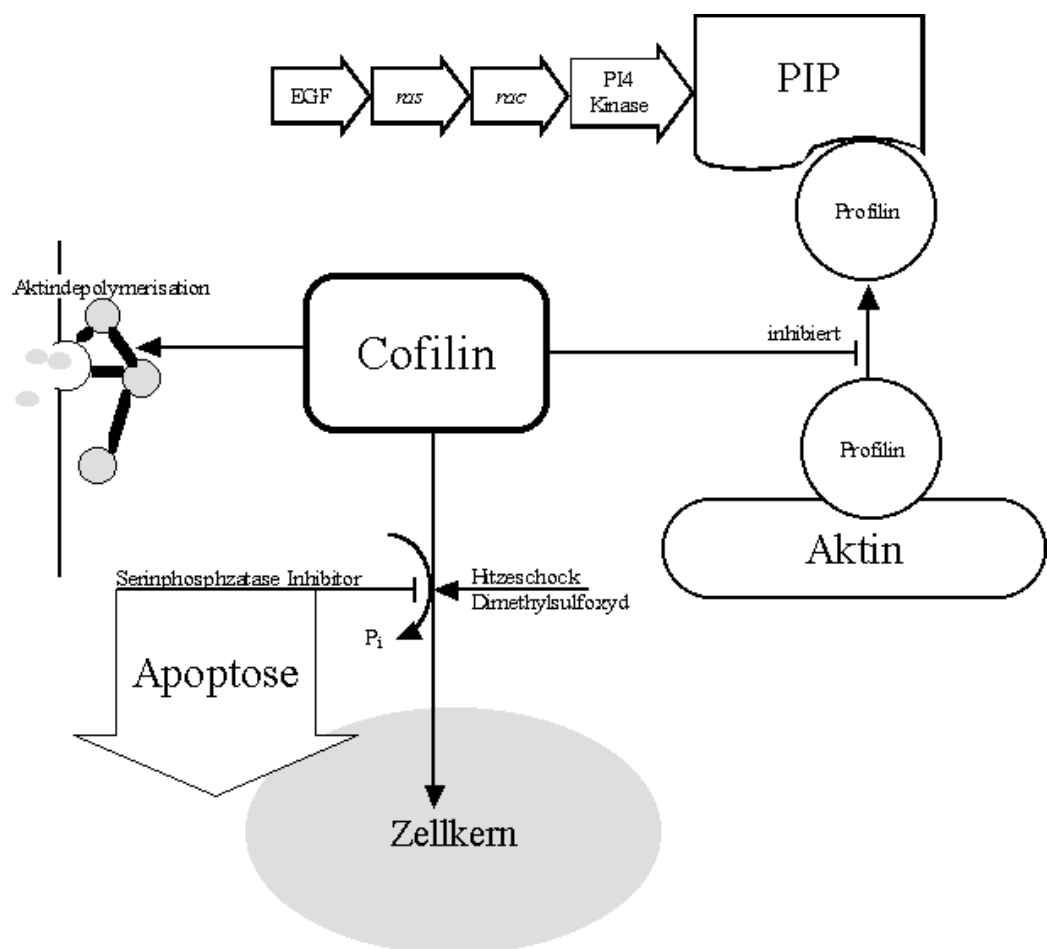 EGF
ras
rac
PI4
Kinase
PIP
Profilin
Aktindepolymerisation
Cofilin
inhibiert
Profilin
Aktin
Serinphosphzatase Inhibitor
Hitzeschock
Dimethylsulfoxyd
Pi
Apoptose
Zellkern